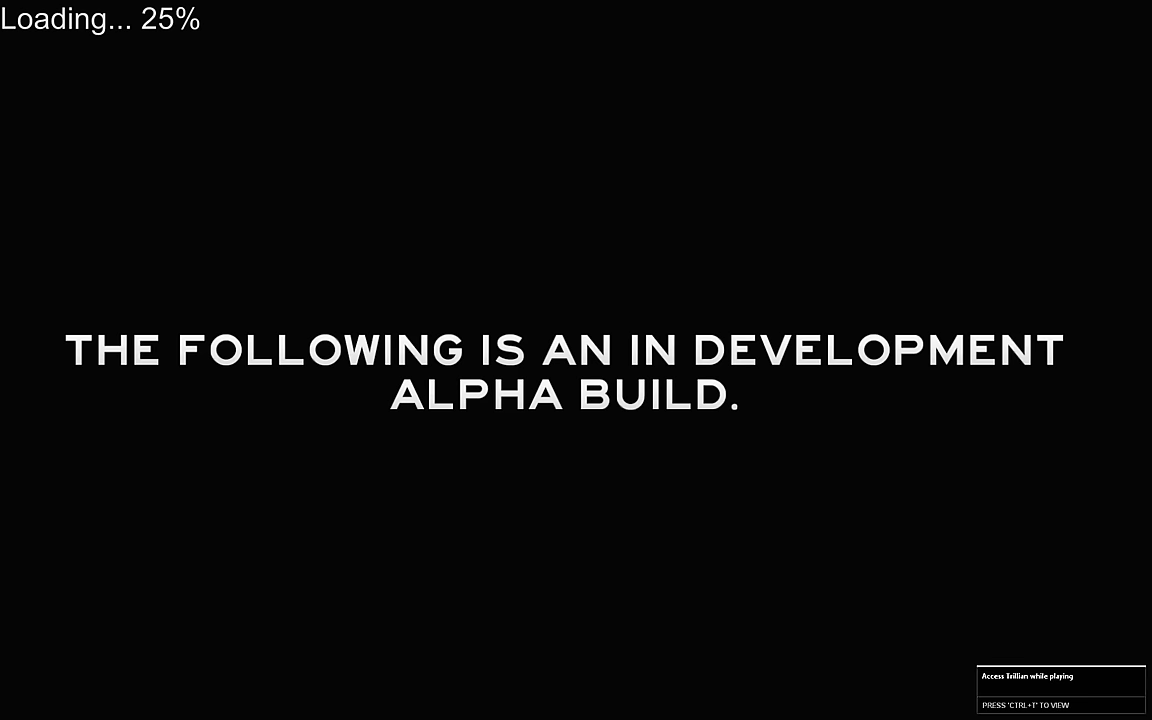 Loading... 25%
THE FOLLOWING IS AN IN DEVELOPMENT
ALPHA BUILD.
Access Trillian while playing
PRESS 'CTRL+T' TO VIEW